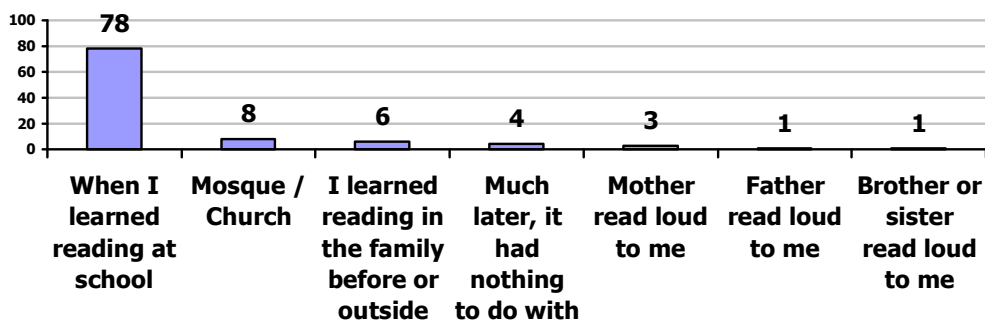 100
80
60
40
20
0
78
8
6
4
3
1
1
When I
learned
reading at
school
Mosque /
Church
I learned
reading in
the family
before or
outside
Much
later, it
had
nothing
to do with
Mother
read loud
to me
Father
read loud
to me
Brother or
sister
read loud
to me